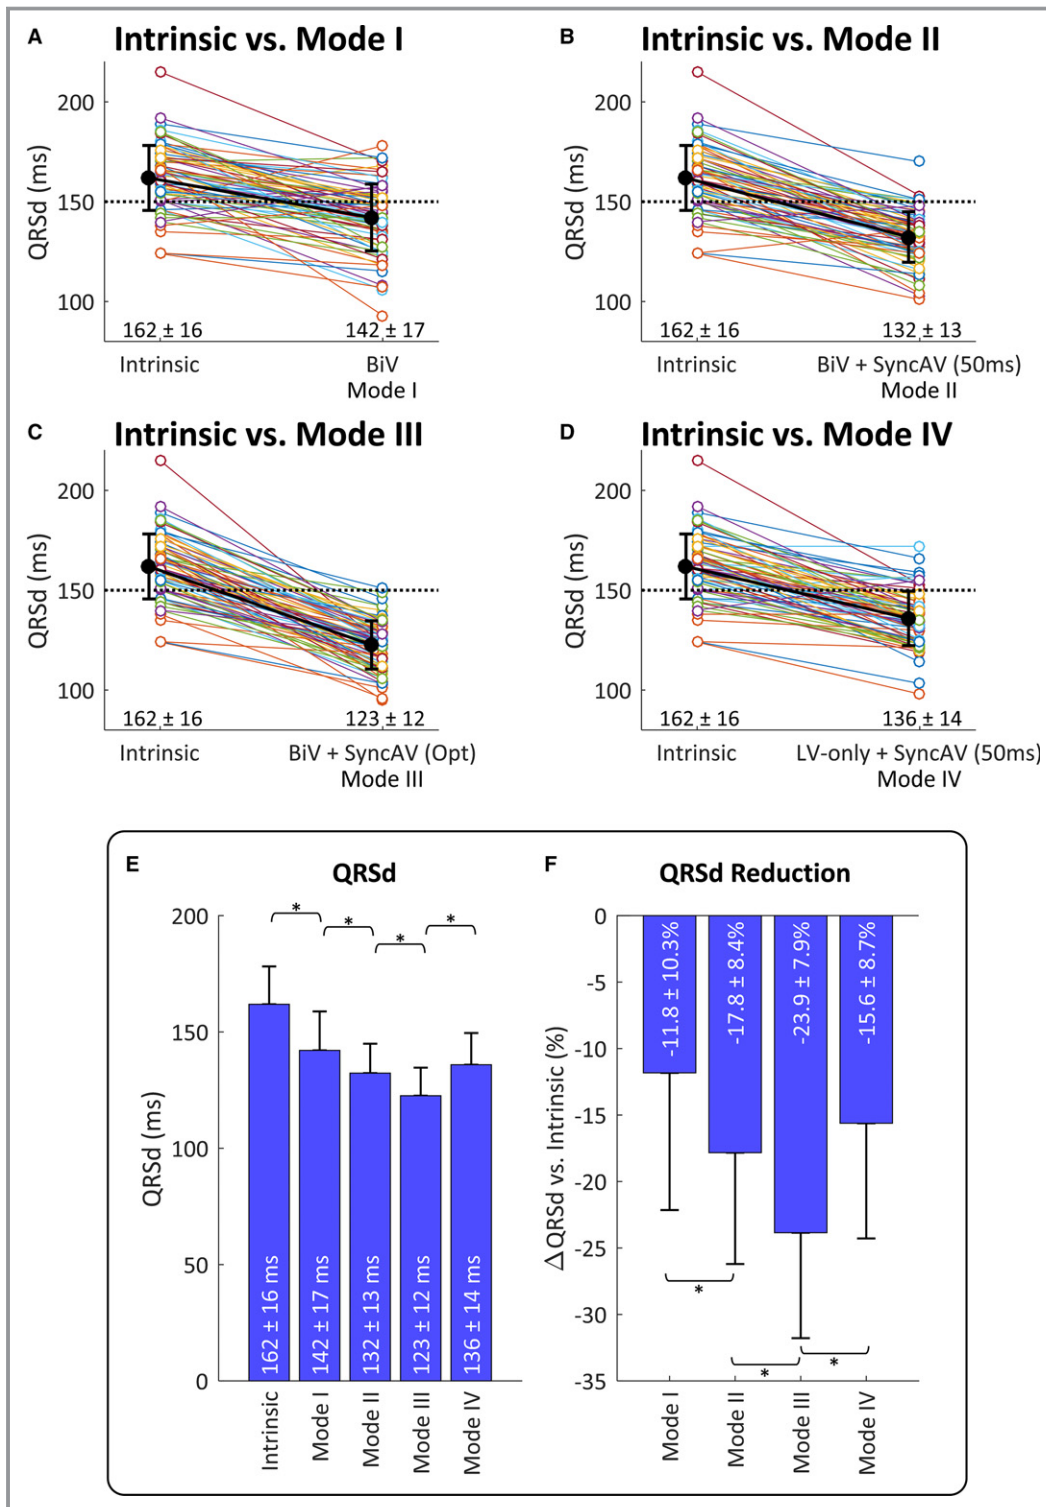 A Intrinsic vs. Mode I
QRSd (ms)
200
150
100
162 ± 16
142 ± 17
Intrinsic
BiV
Mode I
B Intrinsic vs. Mode II
QRSd (ms)
200
150
100
162 ± 16
132 ± 13
Intrinsic
BiV + SyncAV (50ms)
Mode II
C Intrinsic vs. Mode III
QRSd (ms)
200
150
100
162 ± 16
123 ± 12
Intrinsic
BiV + SyncAV (Opt)
Mode III
D Intrinsic vs. Mode IV
QRSd (ms)
200
150
100
162 ± 16
136 ± 14
Intrinsic
LV-only + SyncAV (50ms)
Mode IV
E QRSd
QRSd (ms)
200
150
100
50
0
* * * *
162 ± 16 ms
142 ± 17 ms
132 ± 13 ms
123 ± 12 ms
136 ± 14 ms
Intrinsic
Mode I
Mode II
Mode III
Mode IV
F QRSd Reduction
ΔQRSd vs. Intrinsic (%)
0
-5
-10
-15
-20
-25
-30
-35
-11.8 ± 10.3%
-17.8 ± 8.4%
-23.9 ± 7.9%
-15.6 ± 8.7%
* * *
Mode I
Mode II
Mode III
Mode IV